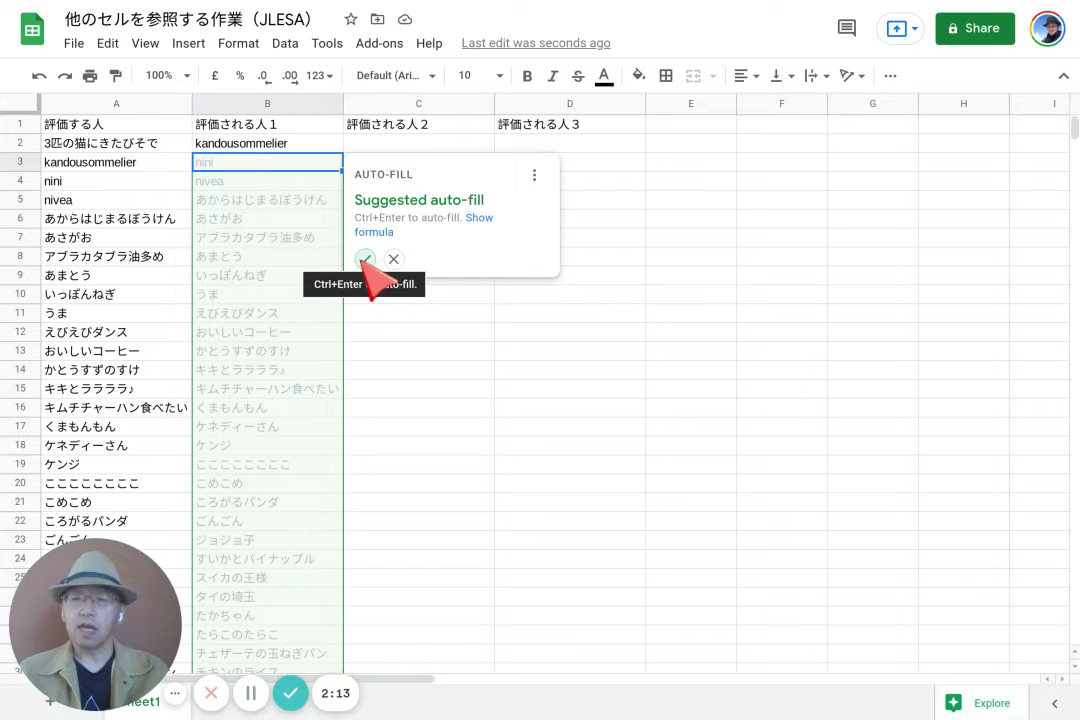 他のセルを参照する作業（JLESA）
File Edit View Insert Format Data Tools Add-ons Help Last edit was seconds ago
Share
100% £ % .0 .00 123 Default (Ari... 10 B I S A
A B C D E F G H I
1 評価する人 評価される人１ 評価される人２ 評価される人３
2 3匹の猫にきたびそで kandousommelier
3 kandousommelier nini
4 nini nivea
5 nivea あからはじまるぼうけん
6 あからはじまるぼうけん あさがお
7 あさがお アブラカタブラ油多め
8 アブラカタブラ油多め あまとう
9 あまとう いっぽんねぎ
10 いっぽんねぎ うま
11 うま えびえびダンス
12 えびえびダンス おいしいコーヒー
13 おいしいコーヒー かとうすずのすけ
14 かとうすずのすけ キキとララララ♪
15 キキとララララ♪ キムチチャーハン食べたい
16 キムチチャーハン食べたい くまもんもん
17 くまもんもん ケネディーさん
18 ケネディーさん ケンジ
19 ケンジ こここここここ
20 こここここここ こめめ
21 こめこめ ころがるパンダ
22 ころがるパンダ ごんごん
23 ごんごん ジョジョ子
24 すいかとパイナップル
25 スイカの王様
タイの埼玉
たかちゃん
たらこのたらこ
チェザーテの玉ねぎパン
チキンのライス
AUTO-FILL
Suggested auto-fill
Ctrl+Enter to auto-fill. Show
formula
Ctrl+Enter to auto-fill.
2:13
Explore